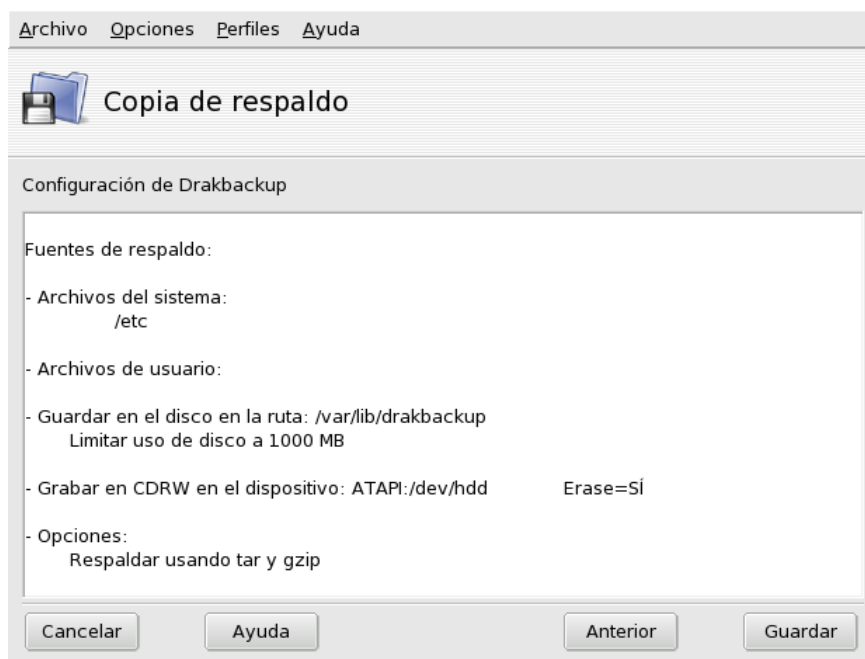 Archivo Opciones Perfiles Ayuda
Copia de respaldo
Configuración de Drakbackup
Fuentes de respaldo:
- Archivos del sistema:
/etc
- Archivos de usuario:
- Guardar en el disco en la ruta: /var/lib/drakbackup
Limitar uso de disco a 1000 MB
- Grabar en CDRW en el dispositivo: ATAPI:/dev/hdd Erase=SÍ
- Opciones:
Respaldar usando tar y gzip
Cancelar Ayuda Anterior Guardar